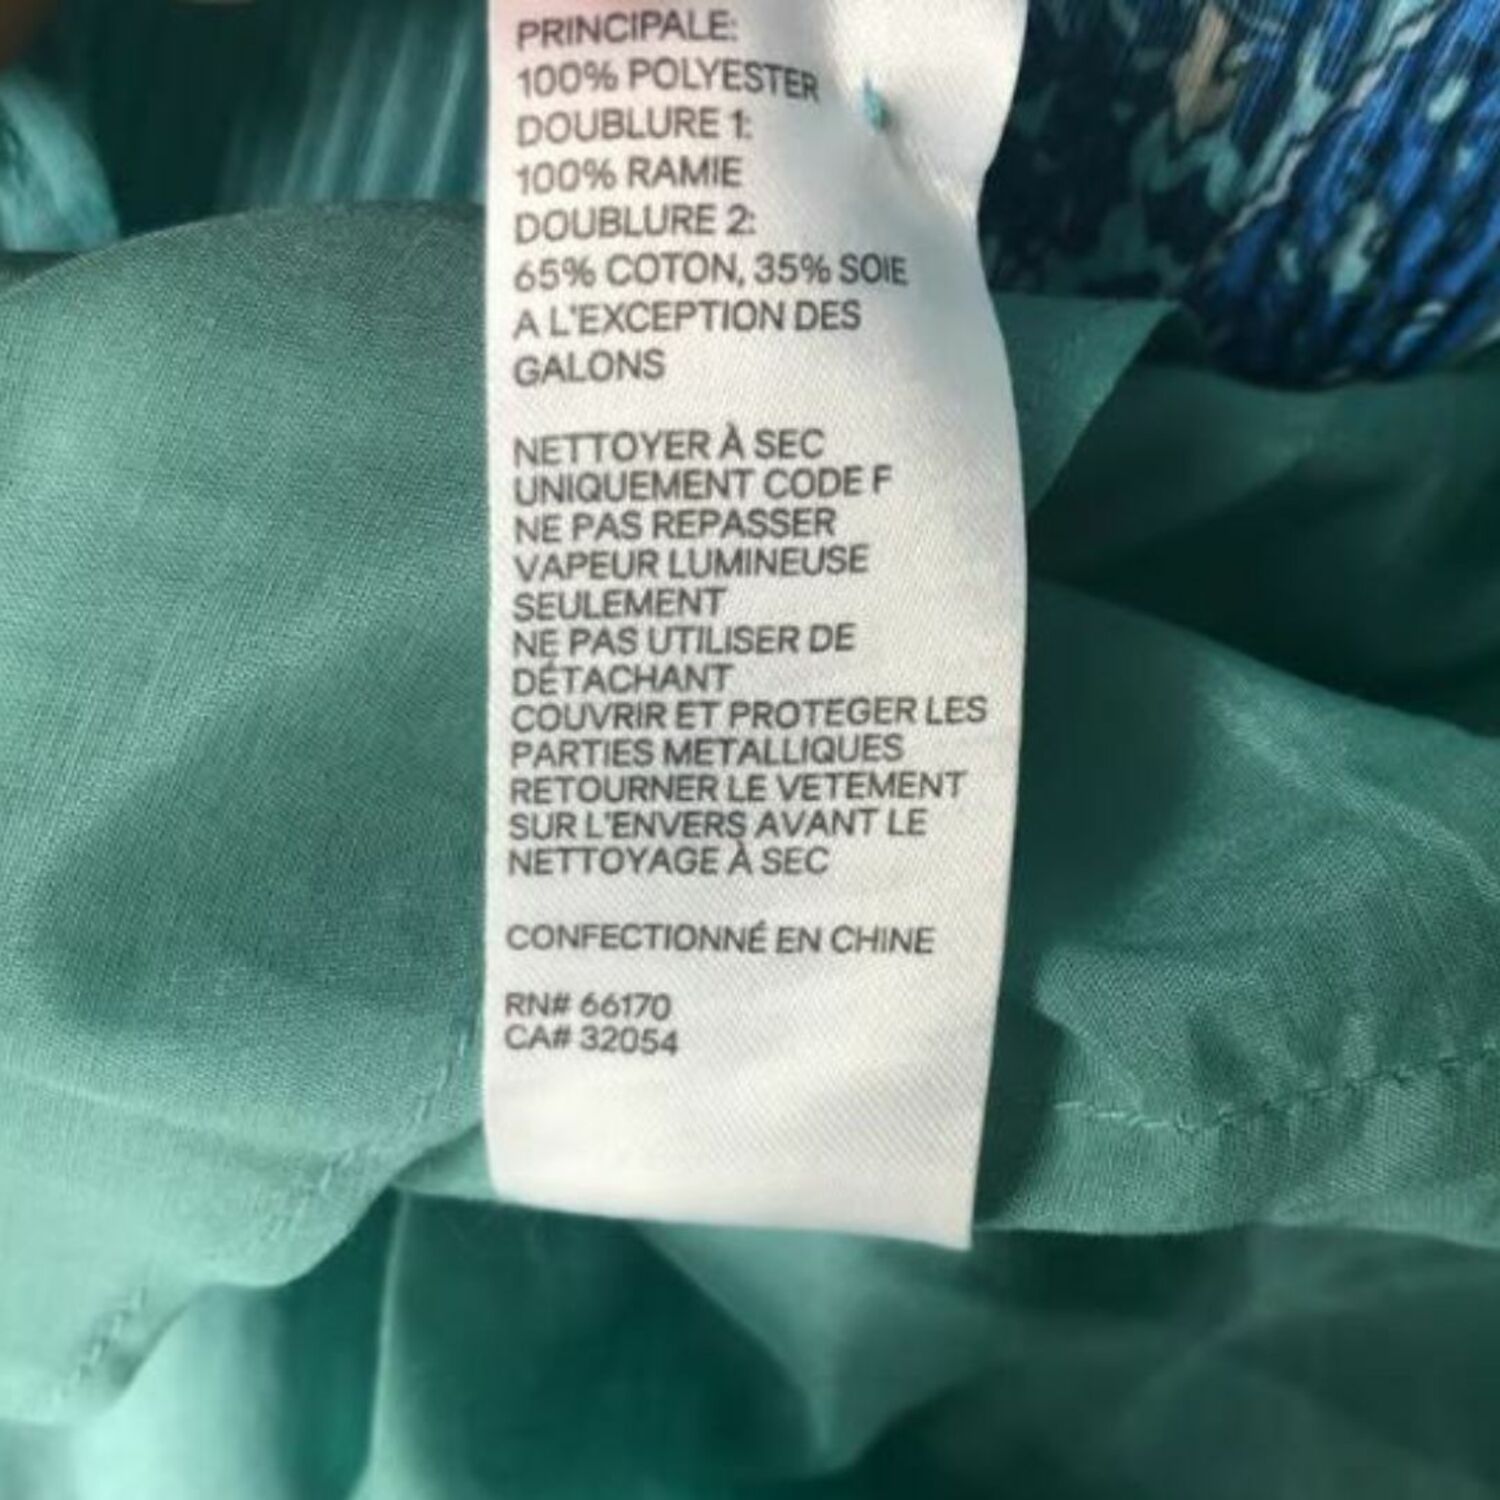 PRINCIPALE:
100% POLYESTER
DOUBLURE 1:
100% RAMIE
DOUBLURE 2:
65% COTON, 35% SOIE
A L'EXCEPTION DES
GALONS
NETTOYER À SEC
UNIQUEMENT CODE F
NE PAS REPASSER
VAPEUR LUMINEUSE
SEULEMENT
NE PAS UTILISER DE
DÉTACHANT
COUVRIR ET PROTEGER LES
PARTIES METALLIQUES
RETOURNER LE VETEMENT
SUR L'ENVERS AVANT LE
NETTOYAGE À SEC
CONFECTIONNÉ EN CHINE
RN# 66170
CA# 32054